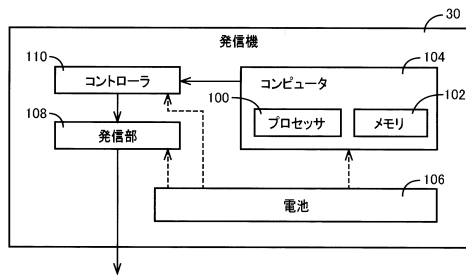 30
発信機
110
コントローラ
104
コンピュータ
100
プロセッサ
102
メモリ
108
発信部
106
電池